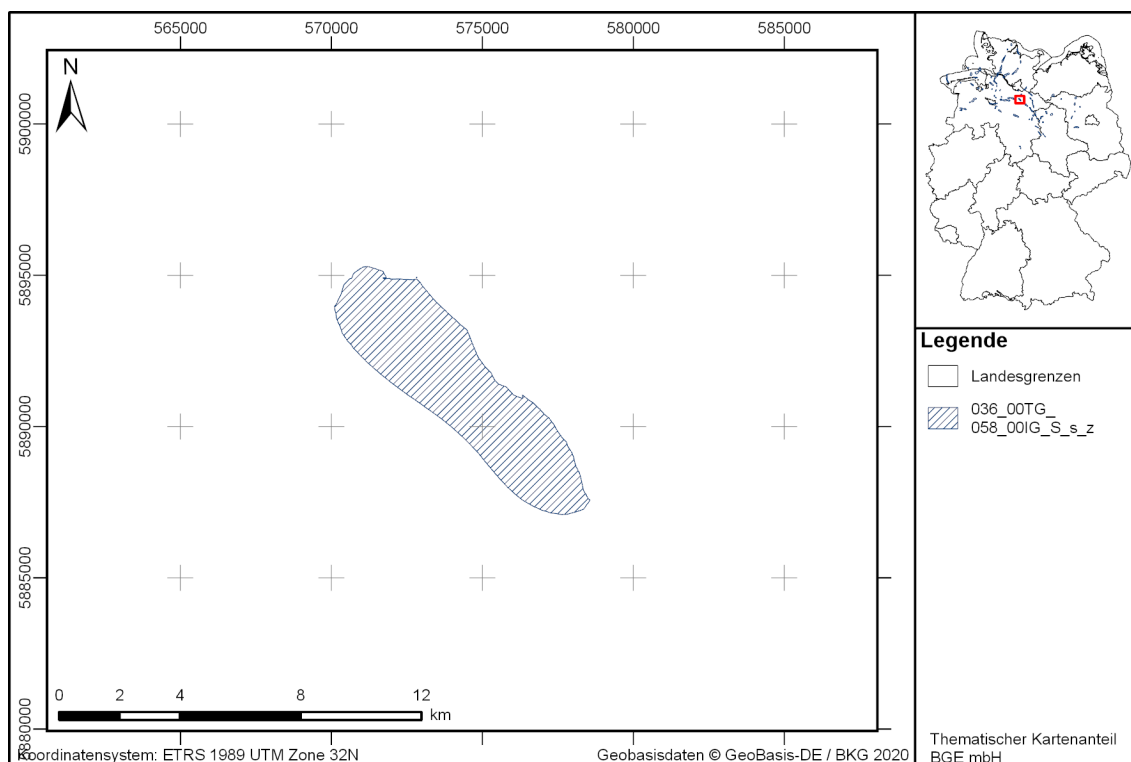 565000 570000 575000 580000 585000
N
5900000
5895000
5890000
5885000
5880000
0 2 4 8 12
km
Koordinatensystem: ETRS 1989 UTM Zone 32N
Geobasisdaten © GeoBasis-DE / BKG 2020
Legende
Landesgrenzen
036_00TG_
058_00IG_S_s_z
Thematischer Kartenanteil
BGE mbH